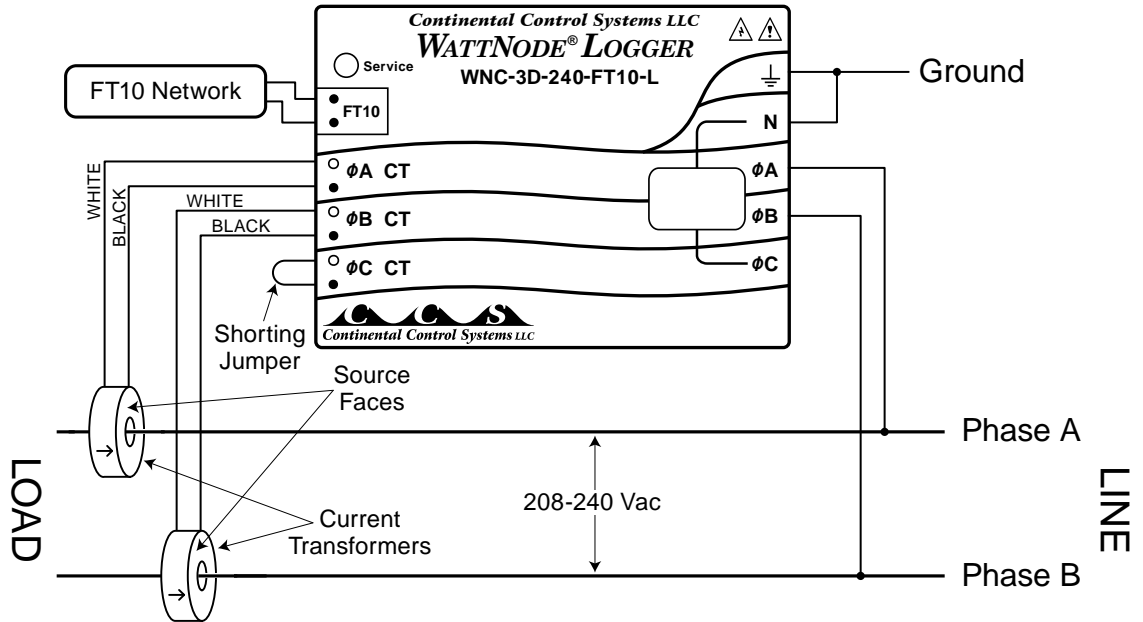 Continental Control Systems LLC
WATTNODE® LOGGER
WNC-3D-240-FT10-L
Service
FT10 Network
FT10
Ground
N
WHITE
BLACK
ϕA CT
ϕA
WHITE
BLACK
ϕB CT
ϕB
ϕC CT
ϕC
C C S
Continental Control Systems LLC
Shorting
Jumper
Source
Faces
Phase A
LOAD
208-240 Vac
LINE
Current
Transformers
Phase B